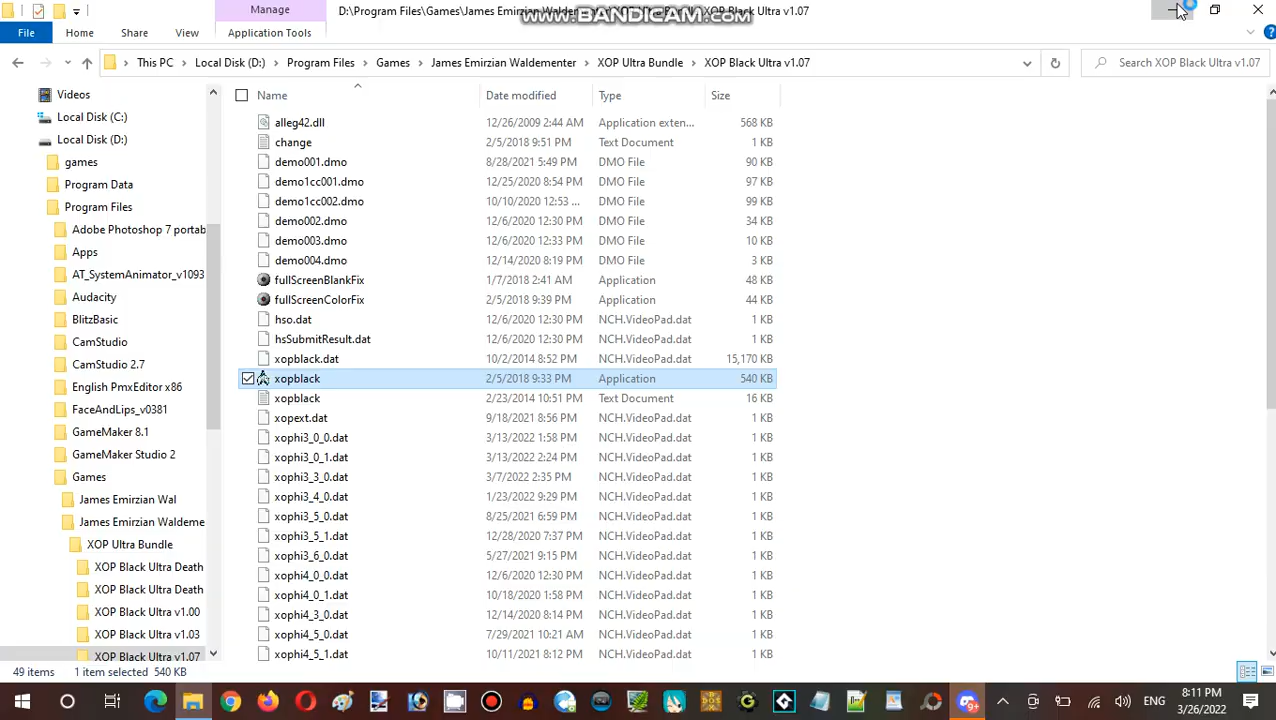 Manage
D:\Program Files\Games\James Emirzian Waldementer\XOP Ultra Bundle\XOP Black Ultra v1.07
www.BANDICAM.com
File Home Share View Application Tools
This PC Local Disk (D:) Program Files Games James Emirzian Waldementer XOP Ultra Bundle XOP Black Ultra v1.07 Search XOP Black Ultra v1.07
Name Date modified Type Size
Videos
Local Disk (C:)
Local Disk (D:)
games
Program Data
Program Files
Adobe Photoshop 7 portab
Apps
AT_SystemAnimator_v1093
Audacity
BlitzBasic
CamStudio
CamStudio 2.7
English PmxEditor x86
FaceAndLips_v0381
GameMaker 8.1
GameMaker Studio 2
Games
James Emirzian Wal
James Emirzian Waldeme
XOP Ultra Bundle
XOP Black Ultra Death
XOP Black Ultra Death
XOP Black Ultra v1.00
XOP Black Ultra v1.03
XOP Black Ultra v1.07
alleg42.dll 12/26/2009 2:44 AM Application exten... 568 KB
change 2/5/2018 9:51 PM Text Document 1 KB
demo001.dmo 8/28/2021 5:49 PM DMO File 90 KB
demo1cc001.dmo 12/25/2020 8:54 PM DMO File 97 KB
demo1cc002.dmo 10/10/2020 12:53 ... DMO File 99 KB
demo002.dmo 12/6/2020 12:30 PM DMO File 34 KB
demo003.dmo 12/6/2020 12:33 PM DMO File 10 KB
demo004.dmo 12/14/2020 8:19 PM DMO File 3 KB
fullScreenBlankFix 1/7/2018 2:41 AM Application 48 KB
fullScreenColorFix 2/5/2018 9:39 PM Application 44 KB
hso.dat 12/6/2020 12:30 PM NCH.VideoPad.dat 1 KB
hsSubmitResult.dat 12/6/2020 12:30 PM NCH.VideoPad.dat 1 KB
xopblack.dat 10/2/2014 8:52 PM NCH.VideoPad.dat 15,170 KB
xopblack 2/5/2018 9:33 PM Application 540 KB
xopblack 2/23/2014 10:51 PM Text Document 16 KB
xopext.dat 9/18/2021 8:56 PM NCH.VideoPad.dat 1 KB
xophi3_0_0.dat 3/13/2022 1:58 PM NCH.VideoPad.dat 1 KB
xophi3_0_1.dat 3/13/2022 2:24 PM NCH.VideoPad.dat 1 KB
xophi3_3_0.dat 3/7/2022 2:35 PM NCH.VideoPad.dat 1 KB
xophi3_4_0.dat 1/23/2022 9:29 PM NCH.VideoPad.dat 1 KB
xophi3_5_0.dat 8/25/2021 6:59 PM NCH.VideoPad.dat 1 KB
xophi3_5_1.dat 12/28/2020 7:37 PM NCH.VideoPad.dat 1 KB
xophi3_6_0.dat 5/27/2021 9:15 PM NCH.VideoPad.dat 1 KB
xophi4_0_0.dat 12/6/2020 12:30 PM NCH.VideoPad.dat 1 KB
xophi4_0_1.dat 10/18/2020 1:58 PM NCH.VideoPad.dat 1 KB
xophi4_3_0.dat 12/14/2020 8:14 PM NCH.VideoPad.dat 1 KB
xophi4_5_0.dat 7/29/2021 10:21 AM NCH.VideoPad.dat 1 KB
xophi4_5_1.dat 10/11/2021 8:12 PM NCH.VideoPad.dat 1 KB
49 items 1 item selected 540 KB
ENG 8:11 PM
3/26/2022